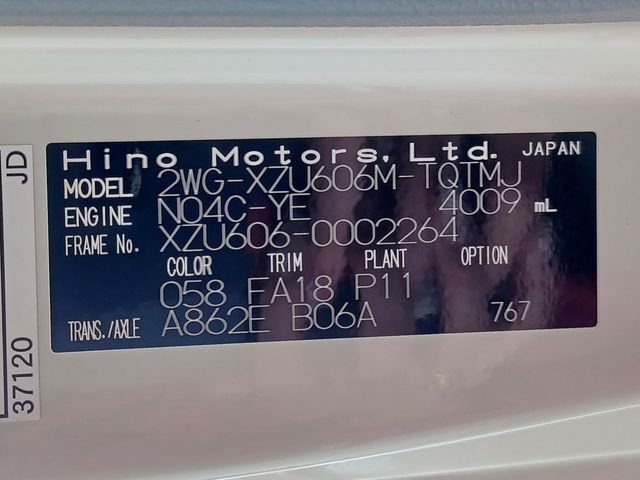 Hino Motors, Ltd. JAPAN
MODEL 2WG-XZU606M-TQTMJ
ENGINE N04C-YE 4009 mL
FRAME No. XZU606-0002264
COLOR TRIM PLANT OPTION
058 FA18 P11
TRANS./AXLE A862E B06A 767
JD
37120